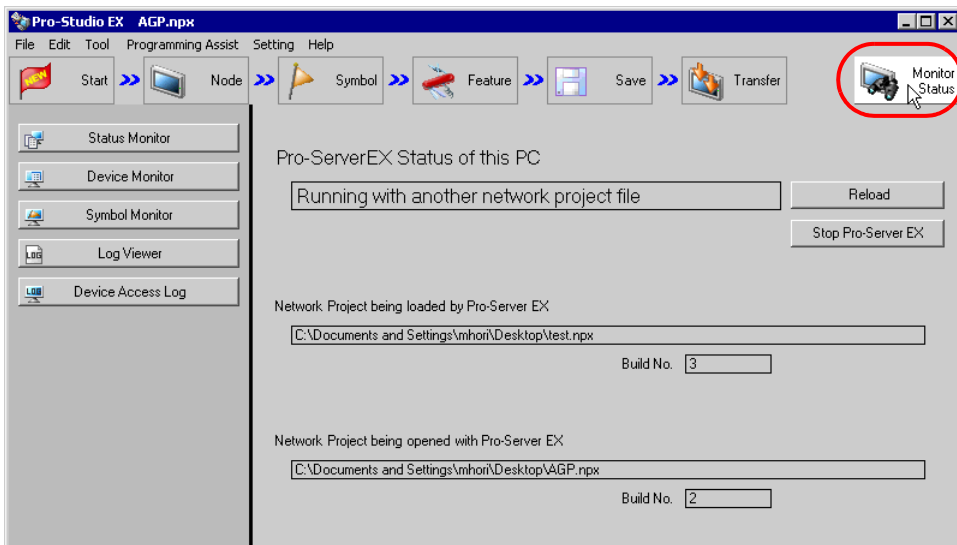 Pro-Studio EX AGP.npx
File Edit Tool Programming Assist Setting Help
NEW Start Node Symbol Feature Save Transfer Monitor Status
Status Monitor
Device Monitor
Symbol Monitor
LOG Log Viewer
LOG Device Access Log
Pro-ServerEX Status of this PC
Running with another network project file
Reload
Stop Pro-Server EX
Network Project being loaded by Pro-Server EX
C:\Documents and Settings\mhori\Desktop\test.npx
Build No. 3
Network Project being opened with Pro-Server EX
C:\Documents and Settings\mhori\Desktop\AGP.npx
Build No. 2